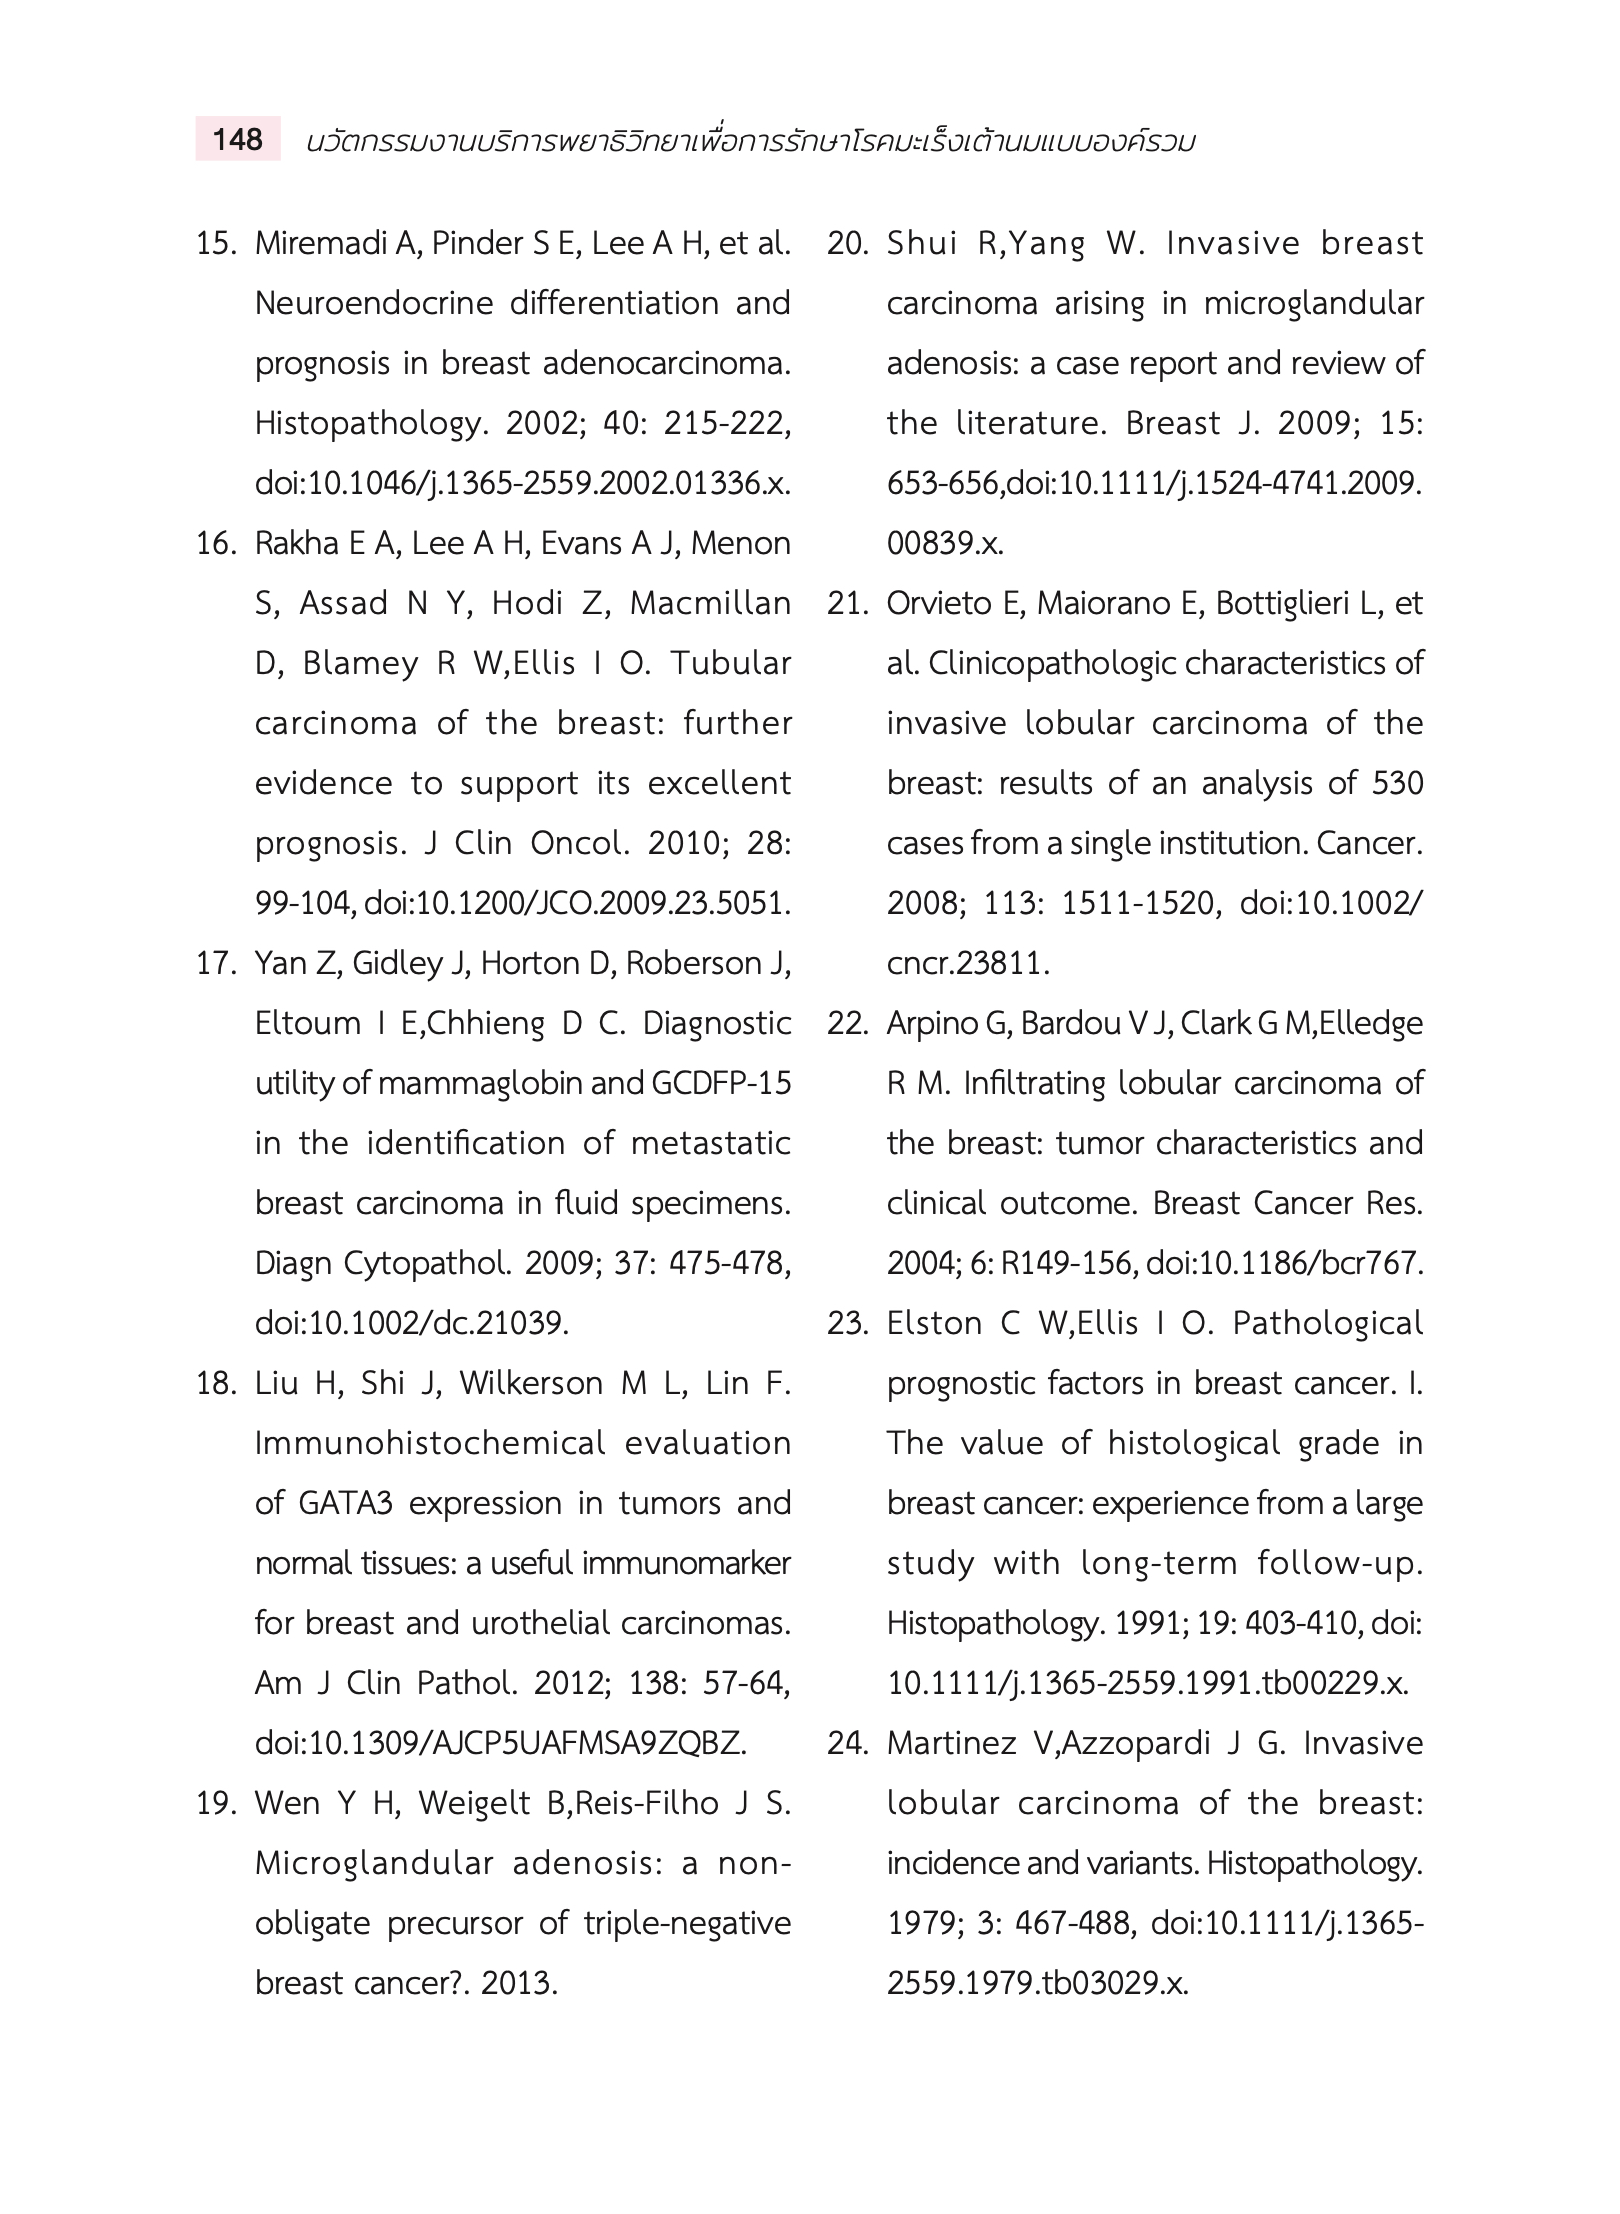 148 นวัตกรรมงานบริการพยาธิวิทยาเพื่อการรักษาโรคมะเร็งเต้านมแบบองค์รวม
15. Miremadi A, Pinder S E, Lee A H, et al.
Neuroendocrine differentiation and
prognosis in breast adenocarcinoma.
Histopathology. 2002; 40: 215-222,
doi:10.1046/j.1365-2559.2002.01336.x.
16. Rakha E A, Lee A H, Evans A J, Menon
S, Assad N Y, Hodi Z, Macmillan
D, Blamey R W,Ellis I O. Tubular
carcinoma of the breast: further
evidence to support its excellent
prognosis. J Clin Oncol. 2010; 28:
99-104, doi:10.1200/JCO.2009.23.5051.
17. Yan Z, Gidley J, Horton D, Roberson J,
Eltoum I E,Chhieng D C. Diagnostic
utility of mammaglobin and GCDFP-15
in the identification of metastatic
breast carcinoma in fluid specimens.
Diagn Cytopathol. 2009; 37: 475-478,
doi:10.1002/dc.21039.
18. Liu H, Shi J, Wilkerson M L, Lin F.
Immunohistochemical evaluation
of GATA3 expression in tumors and
normal tissues: a useful immunomarker
for breast and urothelial carcinomas.
Am J Clin Pathol. 2012; 138: 57-64,
doi:10.1309/AJCP5UAFMSA9ZQBZ.
19. Wen Y H, Weigelt B,Reis-Filho J S.
Microglandular adenosis: a non-
obligate precursor of triple-negative
breast cancer?. 2013.
20. Shui R,Yang W. Invasive breast
carcinoma arising in microglandular
adenosis: a case report and review of
the literature. Breast J. 2009; 15:
653-656,doi:10.1111/j.1524-4741.2009.
00839.x.
21. Orvieto E, Maiorano E, Bottiglieri L, et
al. Clinicopathologic characteristics of
invasive lobular carcinoma of the
breast: results of an analysis of 530
cases from a single institution. Cancer.
2008; 113: 1511-1520, doi:10.1002/
cncr.23811.
22. Arpino G, Bardou V J, Clark G M,Elledge
R M. Infiltrating lobular carcinoma of
the breast: tumor characteristics and
clinical outcome. Breast Cancer Res.
2004; 6: R149-156, doi:10.1186/bcr767.
23. Elston C W,Ellis I O. Pathological
prognostic factors in breast cancer. I.
The value of histological grade in
breast cancer: experience from a large
study with long-term follow-up.
Histopathology. 1991; 19: 403-410, doi:
10.1111/j.1365-2559.1991.tb00229.x.
24. Martinez V,Azzopardi J G. Invasive
lobular carcinoma of the breast:
incidence and variants. Histopathology.
1979; 3: 467-488, doi:10.1111/j.1365-
2559.1979.tb03029.x.